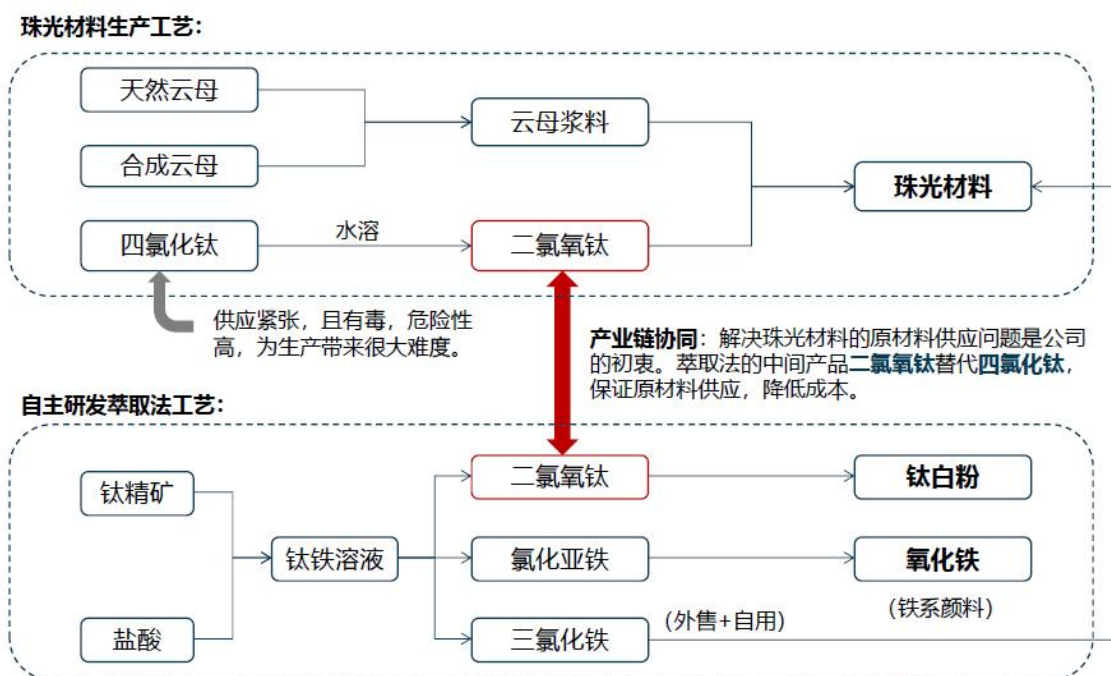 珠光材料生产工艺：
天然云母
云母浆料
合成云母
珠光材料
四氯化钛
水溶
二氯氧钛
供应紧张，且有毒，危险性
高，为生产带来很大难度。
产业链协同：解决珠光材料的原材料供应问题是公司
的初衷。萃取法的中间产品二氯氧钛替代四氯化钛，
保证原材料供应，降低成本。
自主研发萃取法工艺：
钛精矿
二氯氧钛
钛白粉
钛铁溶液
氯化亚铁
氧化铁
（铁系颜料）
盐酸
三氯化铁
（外售+自用）